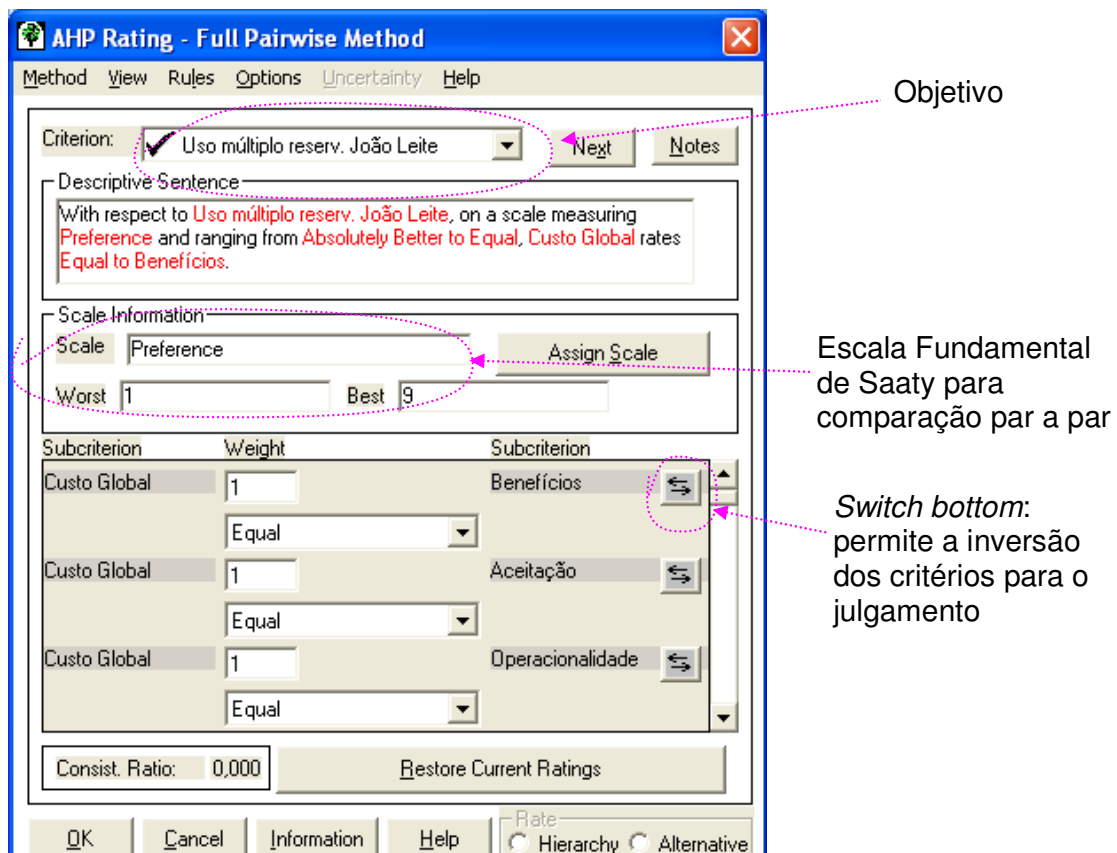 AHP Rating - Full Pairwise Method
Method View Rules Options Uncertainty Help
Criterion: Uso múltiplo reserv. João Leite Next Notes
Objetivo
Descriptive Sentence
With respect to Uso múltiplo reserv. João Leite, on a scale measuring
Preference and ranging from Absolutely Better to Equal, Custo Global rates
Equal to Benefícios.
Scale Information
Scale Preference Assign Scale
Worst 1 Best 9
Escala Fundamental
de Saaty para
comparação par a par
Subcriterion Weight Subcriterion
Custo Global 1 Benefícios
Equal
Custo Global 1 Aceitação
Equal
Custo Global 1 Operacionalidade
Equal
Switch bottom:
permite a inversão
dos critérios para o
julgamento
Consist. Ratio: 0,000 Restore Current Ratings
OK Cancel Information Help
Rate
Hierarchy Alternative